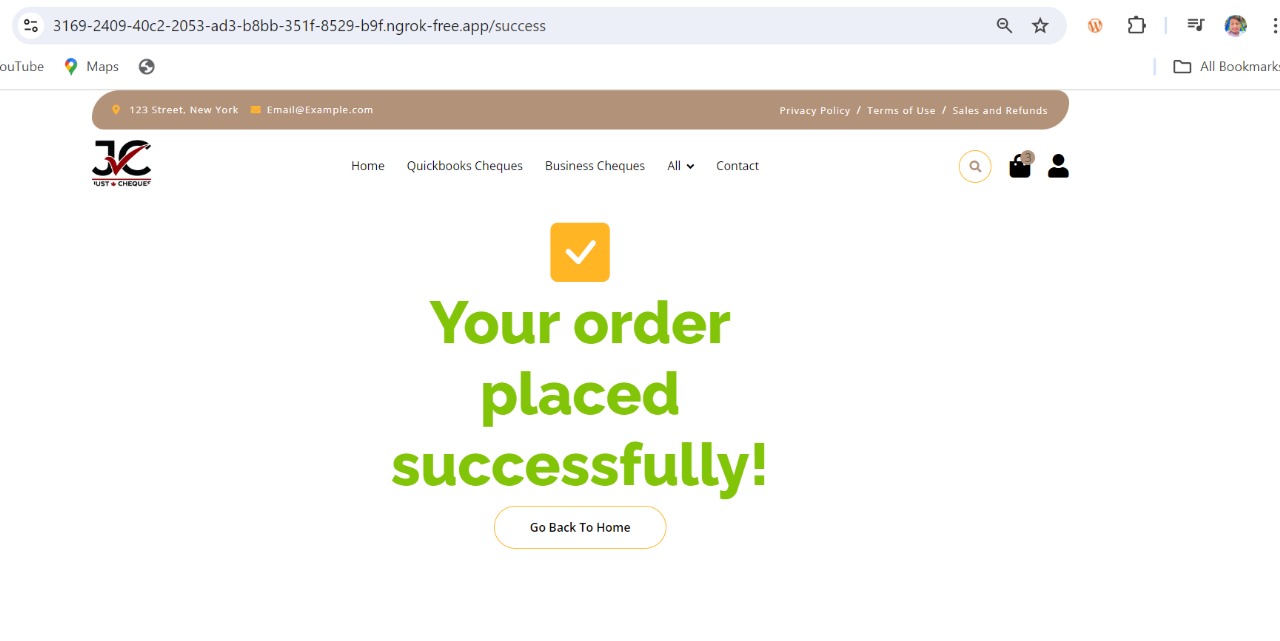 3169-2409-40c2-2053-ad3-b8bb-351f-8529-b9f.ngrok-free.app/success
ouTube Maps All Bookmarks
123 Street, New York Email@Example.com Privacy Policy / Terms of Use / Sales and Refunds
JC
JUST CHEQUES
Home Quickbooks Cheques Business Cheques All Contact 3
Your order
placed
successfully!
Go Back To Home